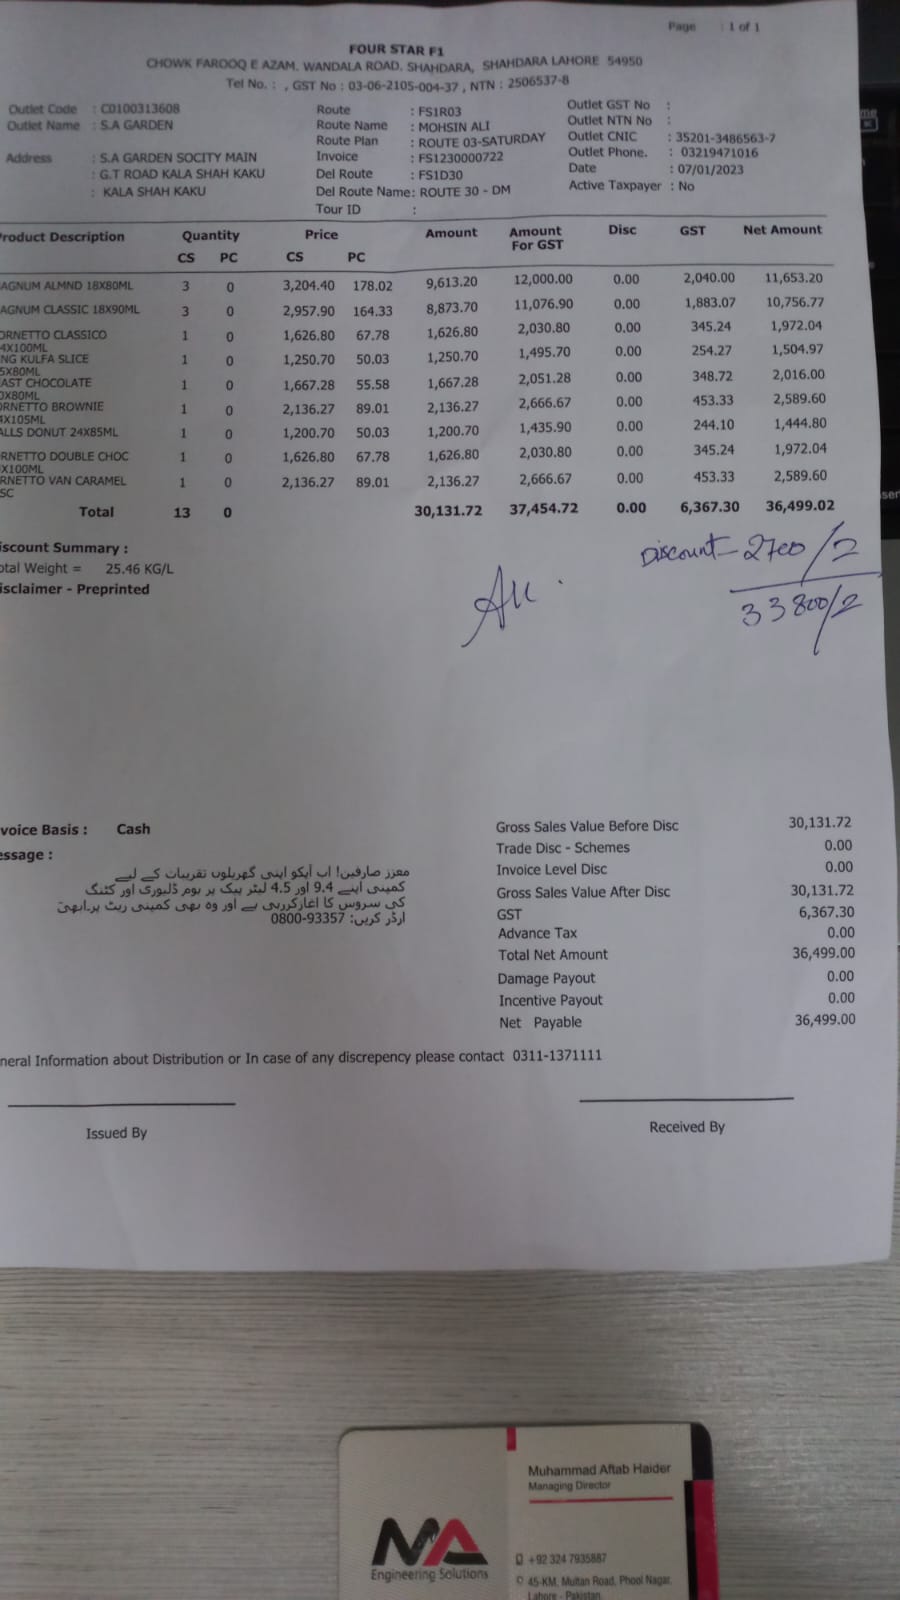 Page : 1 of 1
FOUR STAR F1
CHOWK FAROOQ E AZAM, WANDALA ROAD, SHAHDARA, SHAHDARA LAHORE 54950
Tel No. : , GST No : 03-06-2105-004-37 , NTN : 2506537-8
Outlet Code : C0100313608 Route : FS1R03 Outlet GST No :
Outlet Name : S.A GARDEN Route Name : MOHSIN ALI Outlet NTN No :
Route Plan : ROUTE 03-SATURDAY Outlet CNIC : 35201-3486563-7
Address : S.A GARDEN SOCITY MAIN Invoice : FS1230000722 Outlet Phone. : 03219471016
: G.T ROAD KALA SHAH KAKU Del Route : FS1D30 Date : 07/01/2023
: KALA SHAH KAKU Del Route Name: ROUTE 30 - DM Active Taxpayer : No
Tour ID :
Product Description Quantity Price Amount Amount For GST Disc GST Net Amount
CS PC CS PC
AGNUM ALMND 18X80ML 3 0 3,204.40 178.02 9,613.20 12,000.00 0.00 2,040.00 11,653.20
AGNUM CLASSIC 18X90ML 3 0 2,957.90 164.33 8,873.70 11,076.90 0.00 1,883.07 10,756.77
ORNETTO CLASSICO 1 0 1,626.80 67.78 1,626.80 2,030.80 0.00 345.24 1,972.04
4X100ML
NG KULFA SLICE 1 0 1,250.70 50.03 1,250.70 1,495.70 0.00 254.27 1,504.97
5X80ML
AST CHOCOLATE 1 0 1,667.28 55.58 1,667.28 2,051.28 0.00 348.72 2,016.00
0X80ML
ORNETTO BROWNIE 1 0 2,136.27 89.01 2,136.27 2,666.67 0.00 453.33 2,589.60
4X105ML
ALLS DONUT 24X85ML 1 0 1,200.70 50.03 1,200.70 1,435.90 0.00 244.10 1,444.80
RNETTO DOUBLE CHOC 1 0 1,626.80 67.78 1,626.80 2,030.80 0.00 345.24 1,972.04
X100ML
RNETTO VAN CARAMEL 1 0 2,136.27 89.01 2,136.27 2,666.67 0.00 453.33 2,589.60
SC
Total 13 0 30,131.72 37,454.72 0.00 6,367.30 36,499.02
iscount Summary :
otal Weight = 25.46 KG/L
isclaimer - Preprinted
Discount - 2700/2
33800/2
voice Basis : Cash
essage :
معزز صارفین! اب آپکو اپنی گھریلوں تقریبات کے لیے
کمپنی اپنے 9.4 اور 4.5 لیٹر پیک پر ہوم ڈلیوری اور کٹنگ
کی سروس کا آغاز کررہی ہے اور وہ بھی کمپنی ریٹ پر۔ابھی
ارڈر کریں: 0800-93357
Gross Sales Value Before Disc 30,131.72
Trade Disc - Schemes 0.00
Invoice Level Disc 0.00
Gross Sales Value After Disc 30,131.72
GST 6,367.30
Advance Tax 0.00
Total Net Amount 36,499.00
Damage Payout 0.00
Incentive Payout 0.00
Net Payable 36,499.00
neral Information about Distribution or In case of any discrepency please contact 0311-1371111
Issued By Received By
Muhammad Aftab Haider
Managing Director
MA
Engineering Solutions
+92 324 7935887
45-KM, Multan Road, Phool Nagar,
Lahore - Pakistan